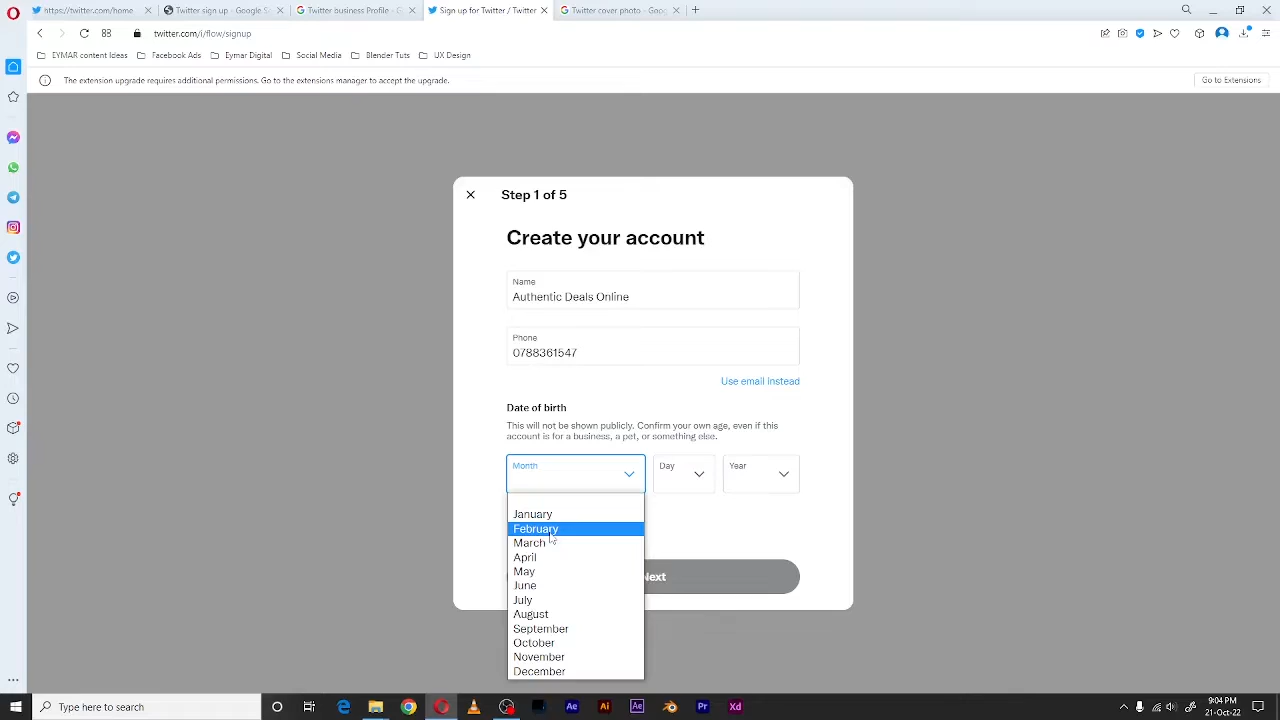 https://twitter.com/home
Twitter sign up - Google Se
Twitter business Profile - G
Sign up for Twitter / Twitter
Twitter cover photo - Goog
twitter.com/i/flow/signup
EYMAR content Ideas
Facebook Ads
Eymar Digital
Social Media
Blender Tuts
UX Design
The extension upgrade requires additional permissions. Go to the extensions manager to accept the upgrade.
Go to Extensions
Step 1 of 5
Create your account
Name
Authentic Deals Online
Phone
0788361547
Use email instead
Date of birth
This will not be shown publicly. Confirm your own age, even if this
account is for a business, a pet, or something else.
Month
Day
Year
January
February
March
April
May
June
July
August
September
October
November
December
Next
Type here to search
Ae
Ai
Ae
Pr
Xd
9:04 PM
21-Oct-22